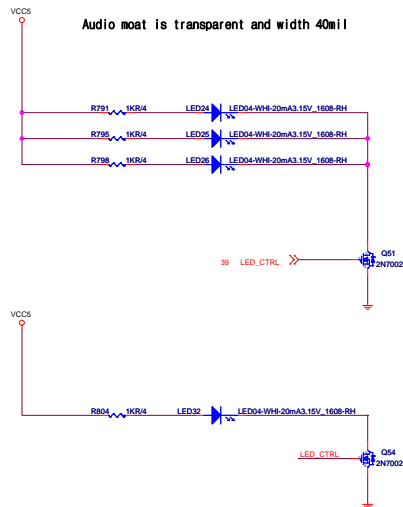 VCC5
Audio moat is transparent and width 40mil
R791 1KR/4 LED24 LED04-WHI-20mA3.15V_1608-RH
R795 1KR/4 LED25 LED04-WHI-20mA3.15V_1608-RH
R798 1KR/4 LED26 LED04-WHI-20mA3.15V_1608-RH
Q51
39 LED_CTRL 2N7002
VCC5
R804 1KR/4 LED32 LED04-WHI-20mA3.15V_1608-RH
LED_CTRL Q54
2N7002